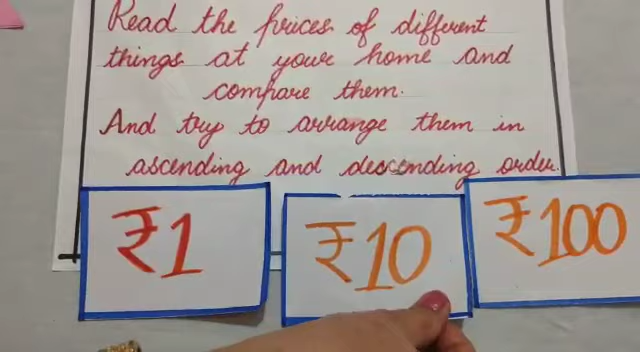 Read the prices of different
things at your home and
compare them.
And try to arrange them in
ascending and descending order.
₹1
₹10
₹100